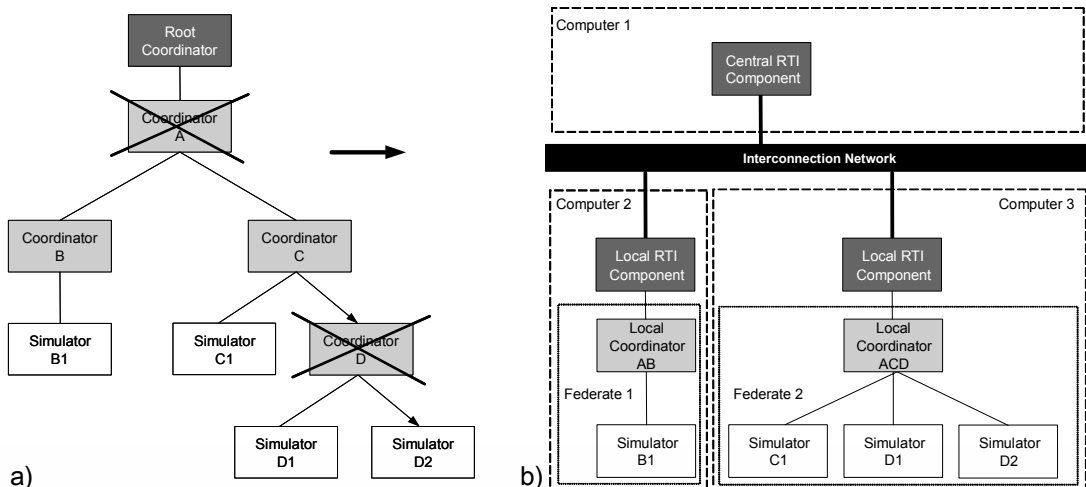 Root
Coordinator
Coordinator
A
Coordinator
B
Coordinator
C
Simulator
B1
Simulator
C1
Coordinator
D
Simulator
D1
Simulator
D2
a)
Computer 1
Central RTI
Component
Interconnection Network
Computer 2
Computer 3
Local RTI
Component
Local RTI
Component
Local
Coordinator
AB
Local
Coordinator
ACD
Federate 1
Federate 2
Simulator
B1
Simulator
C1
Simulator
D1
Simulator
D2
b)